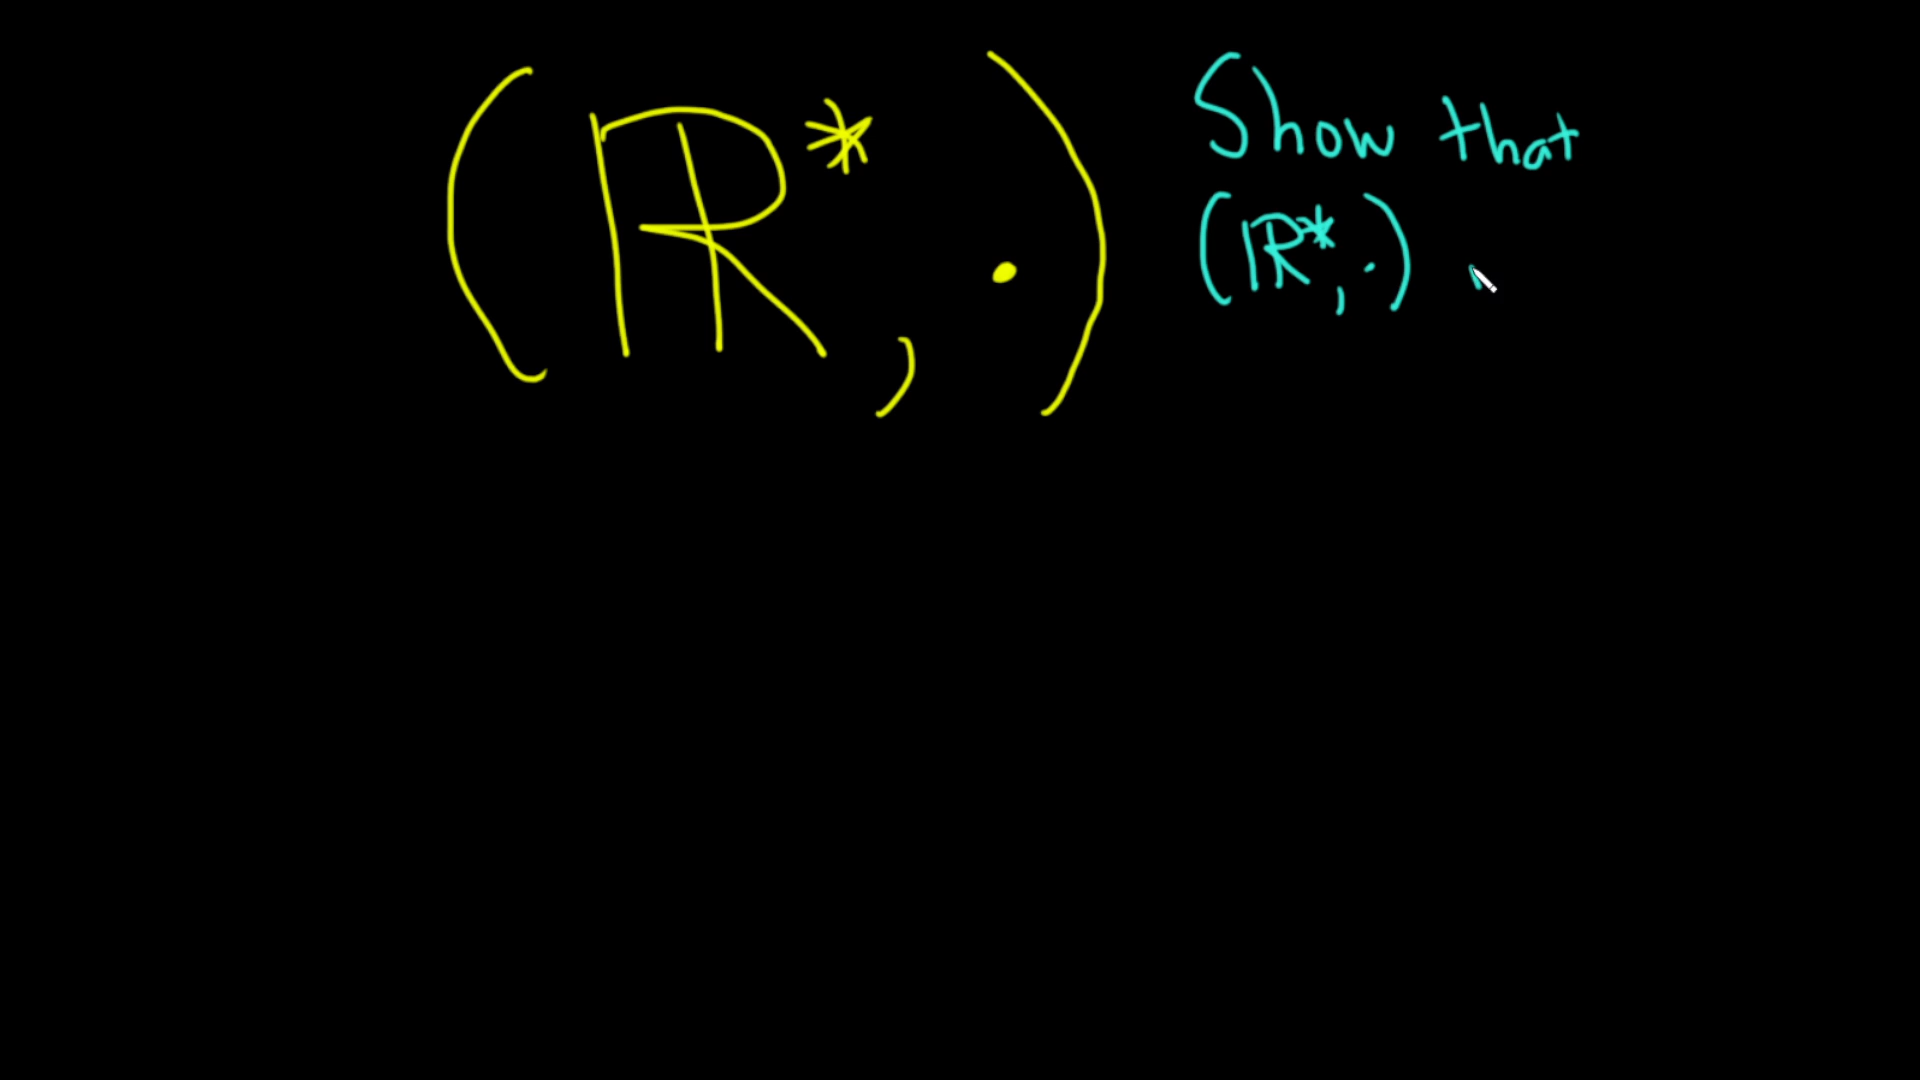 (ℝ*, ·)
Show that
(ℝ*, ·)